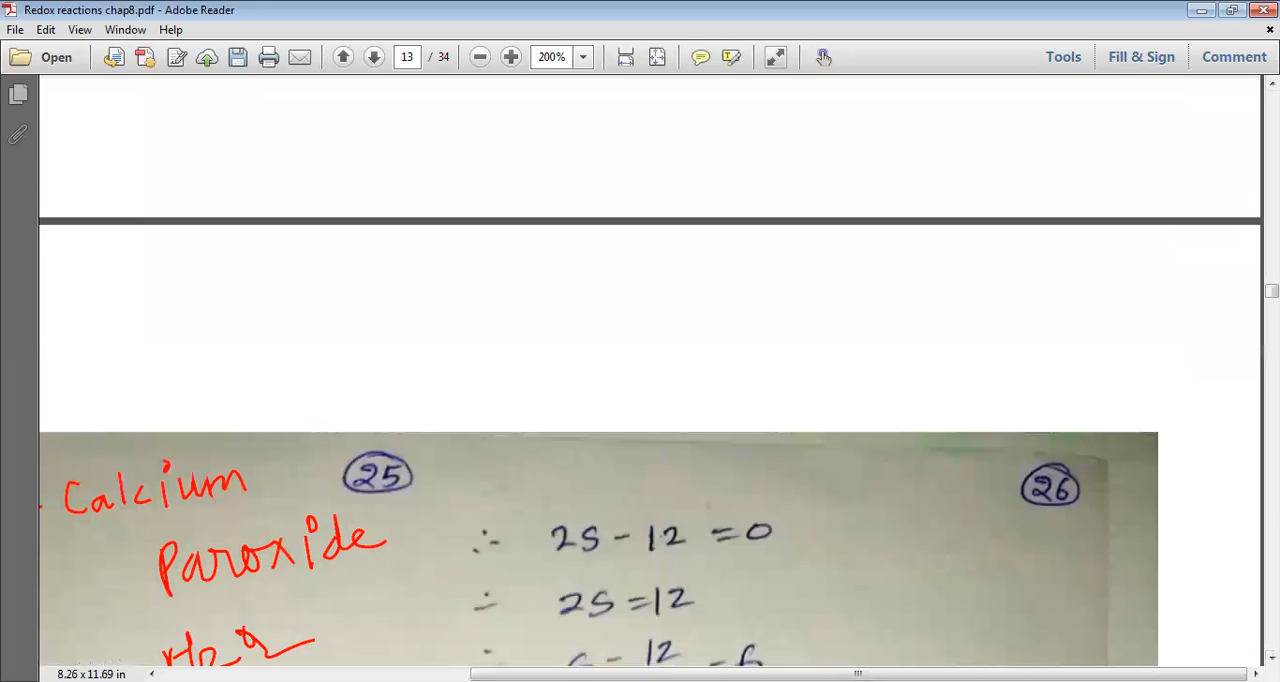 Redox reactions chap8.pdf - Adobe Reader
File Edit View Window Help
Open 13 / 34 200% Tools Fill & Sign Comment
Calcium
Paroxide
25
26
∴ 2S - 12 = 0
∴ 2S = 12
8.26 x 11.69 in